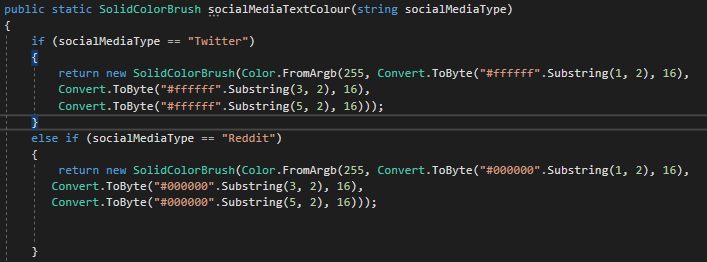 public static SolidColorBrush socialMediaTextColour(string socialMediaType)
{
if (socialMediaType == "Twitter")
{
return new SolidColorBrush(Color.FromArgb(255, Convert.ToByte("#ffffff".Substring(1, 2), 16),
Convert.ToByte("#ffffff".Substring(3, 2), 16),
Convert.ToByte("#ffffff".Substring(5, 2), 16)));
}
else if (socialMediaType == "Reddit")
{
return new SolidColorBrush(Color.FromArgb(255, Convert.ToByte("#000000".Substring(1, 2), 16),
Convert.ToByte("#000000".Substring(3, 2), 16),
Convert.ToByte("#000000".Substring(5, 2), 16)));
}